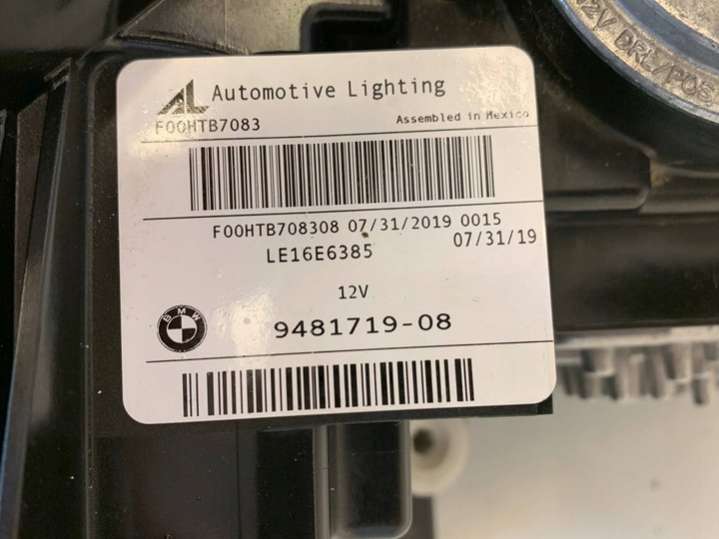 12V DRL/POS
AL Automotive Lighting
F00HTB7083
Assembled in Mexico
F00HTB708308 07/31/2019 0015
LE16E6385 07/31/19
12V
BMW
9481719-08